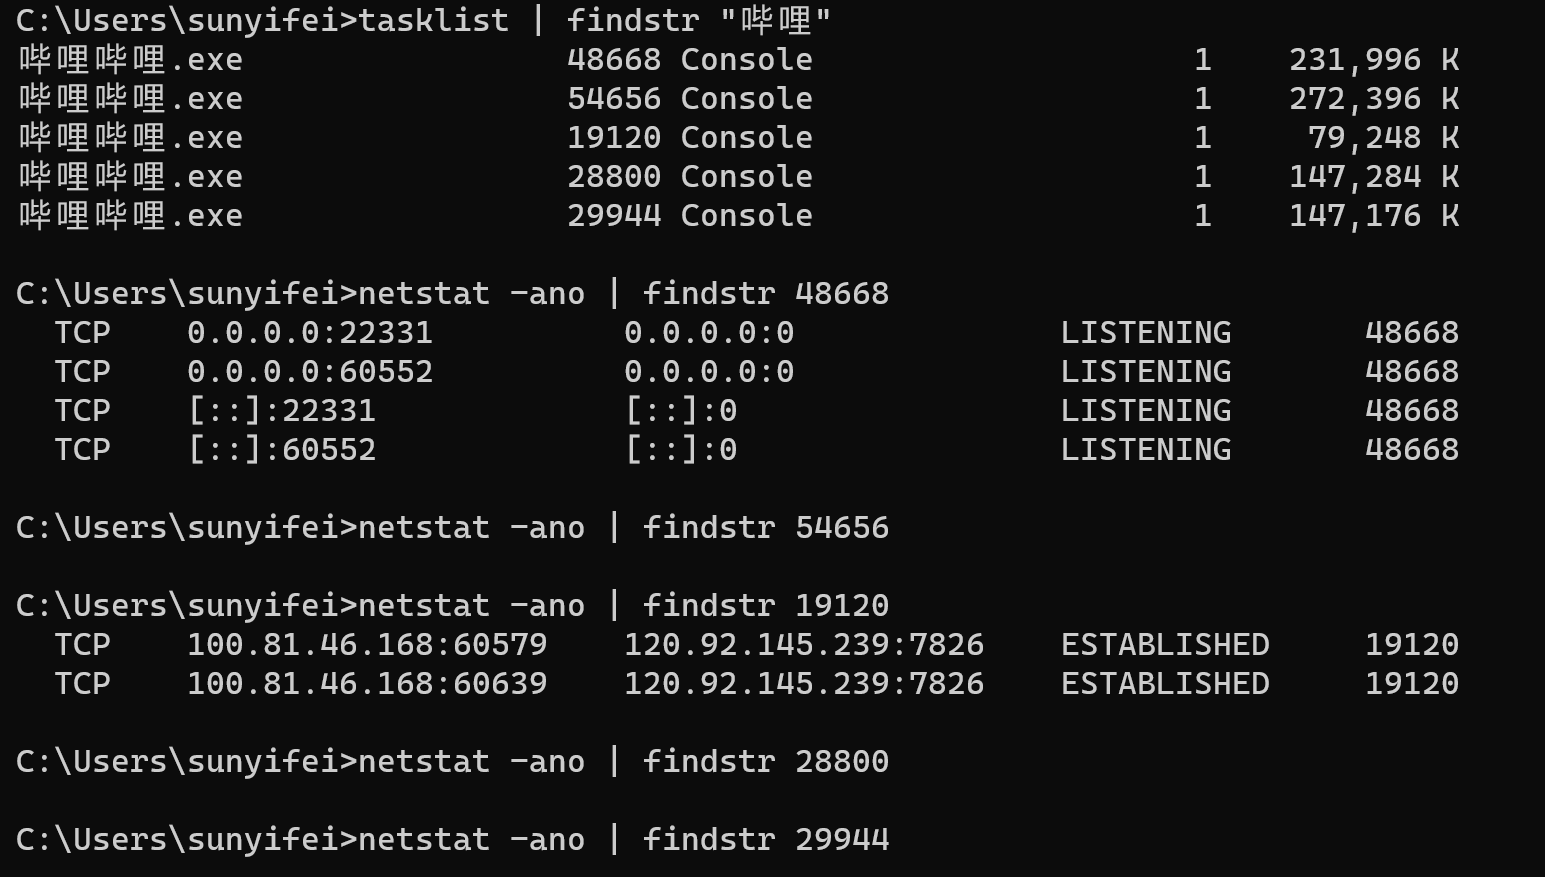 C:\Users\sunyifei>tasklist | findstr "哔哩"
哔哩哔哩.exe                 48668 Console                    1    231,996 K
哔哩哔哩.exe                 54656 Console                    1    272,396 K
哔哩哔哩.exe                 19120 Console                    1     79,248 K
哔哩哔哩.exe                 28800 Console                    1    147,284 K
哔哩哔哩.exe                 29944 Console                    1    147,176 K
C:\Users\sunyifei>netstat -ano | findstr 48668
  TCP    0.0.0.0:22331          0.0.0.0:0              LISTENING       48668
  TCP    0.0.0.0:60552          0.0.0.0:0              LISTENING       48668
  TCP    [::]:22331             [::]:0                 LISTENING       48668
  TCP    [::]:60552             [::]:0                 LISTENING       48668
C:\Users\sunyifei>netstat -ano | findstr 54656
C:\Users\sunyifei>netstat -ano | findstr 19120
  TCP    100.81.46.168:60579    120.92.145.239:7826    ESTABLISHED     19120
  TCP    100.81.46.168:60639    120.92.145.239:7826    ESTABLISHED     19120
C:\Users\sunyifei>netstat -ano | findstr 28800
C:\Users\sunyifei>netstat -ano | findstr 29944